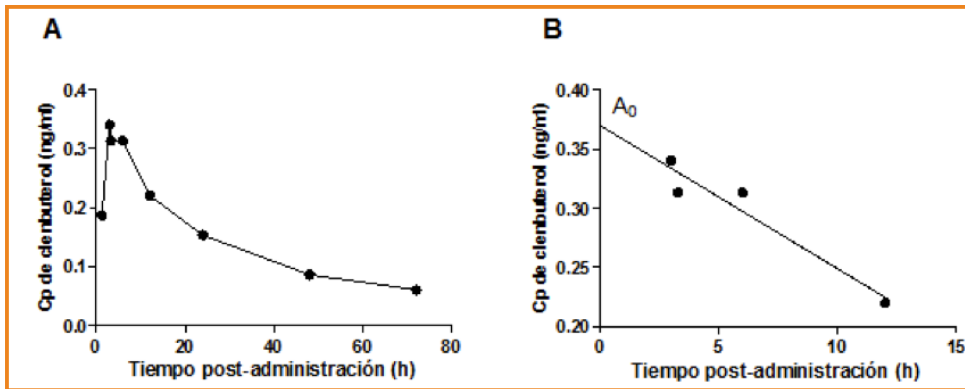 A
Cp de clenbuterol (ng/ml)
0.4
0.3
0.2
0.1
0.0
0 20 40 60 80
Tiempo post-administración (h)
B
Cp de clenbuterol (ng/ml)
0.40
0.35
0.30
0.25
0.20
A₀
0 5 10 15
Tiempo post-administración (h)